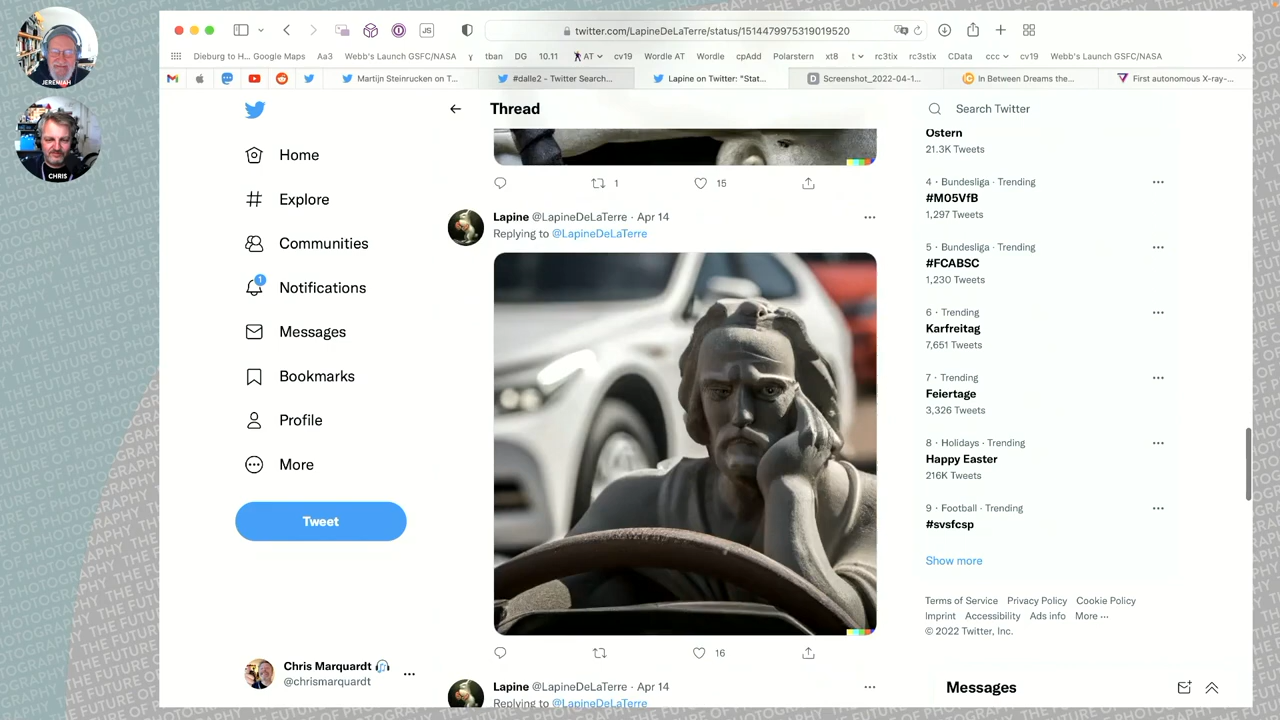 JEREMIAH
CHRIS
twitter.com/LapineDeLaTerre/status/1514479975319019520
JS
Dieburg to H... Google Maps Aa3 Webb's Launch GSFC/NASA γ tban DG 10.11 AT cv19 Wordle AT Wordle cpAdd Polarstern xt8 t rc3tix rc3stix CData ccc cv19 Webb's Launch GSFC/NASA
Martijn Steinrucken on T...
#dalle2 - Twitter Search...
Lapine on Twitter: "Stat...
Screenshot_2022-04-1...
In Between Dreams the...
First autonomous X-ray-...
Thread
Search Twitter
Home
Explore
Communities
1
Notifications
Messages
Bookmarks
Profile
More
Tweet
Chris Marquardt
@chrismarquardt
1
15
Lapine @LapineDeLaTerre · Apr 14
Replying to @LapineDeLaTerre
16
Lapine @LapineDeLaTerre · Apr 14
Replying to @LapineDeLaTerre
Ostern
21.3K Tweets
4 · Bundesliga · Trending
#M05VfB
1,297 Tweets
5 · Bundesliga · Trending
#FCABSC
1,230 Tweets
6 · Trending
Karfreitag
7,651 Tweets
7 · Trending
Feiertage
3,326 Tweets
8 · Holidays · Trending
Happy Easter
216K Tweets
9 · Football · Trending
#svsfcsp
Show more
Terms of Service Privacy Policy Cookie Policy
Imprint Accessibility Ads info More ···
© 2022 Twitter, Inc.
Messages
THE FUTURE OF PHOTOGRAPHY